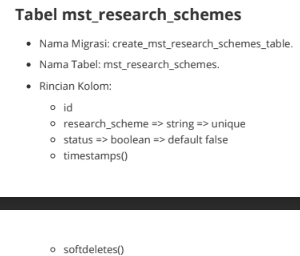 Tabel mst_research_schemes
• Nama Migrasi: create_mst_research_schemes_table.
• Nama Tabel: mst_research_schemes.
• Rincian Kolom:
○ id
○ research_scheme => string => unique
○ status => boolean => default false
○ timestamps()
○ softdeletes()